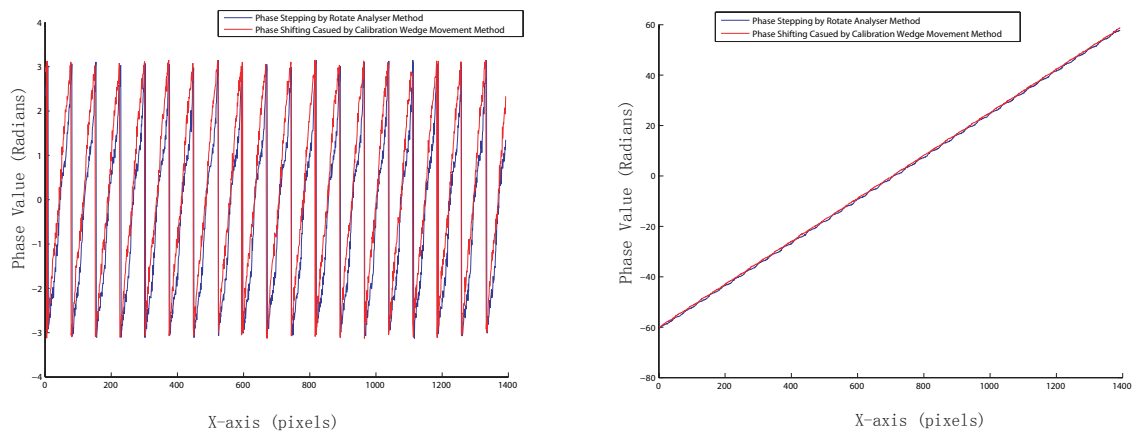 Phase Stepping by Rotate Analyser Method
Phase Shifting Casued by Calibration Wedge Movement Method
Phase Value (Radians)
4
3
2
1
0
−1
−2
−3
−4
0 200 400 600 800 1000 1200 1400
X-axis (pixels)
Phase Stepping by Rotate Analyser Method
Phase Shifting Casued by Calibration Wedge Movement Method
Phase Value (Radians)
60
40
20
0
−20
−40
−60
−80
0 200 400 600 800 1000 1200 1400
X-axis (pixels)